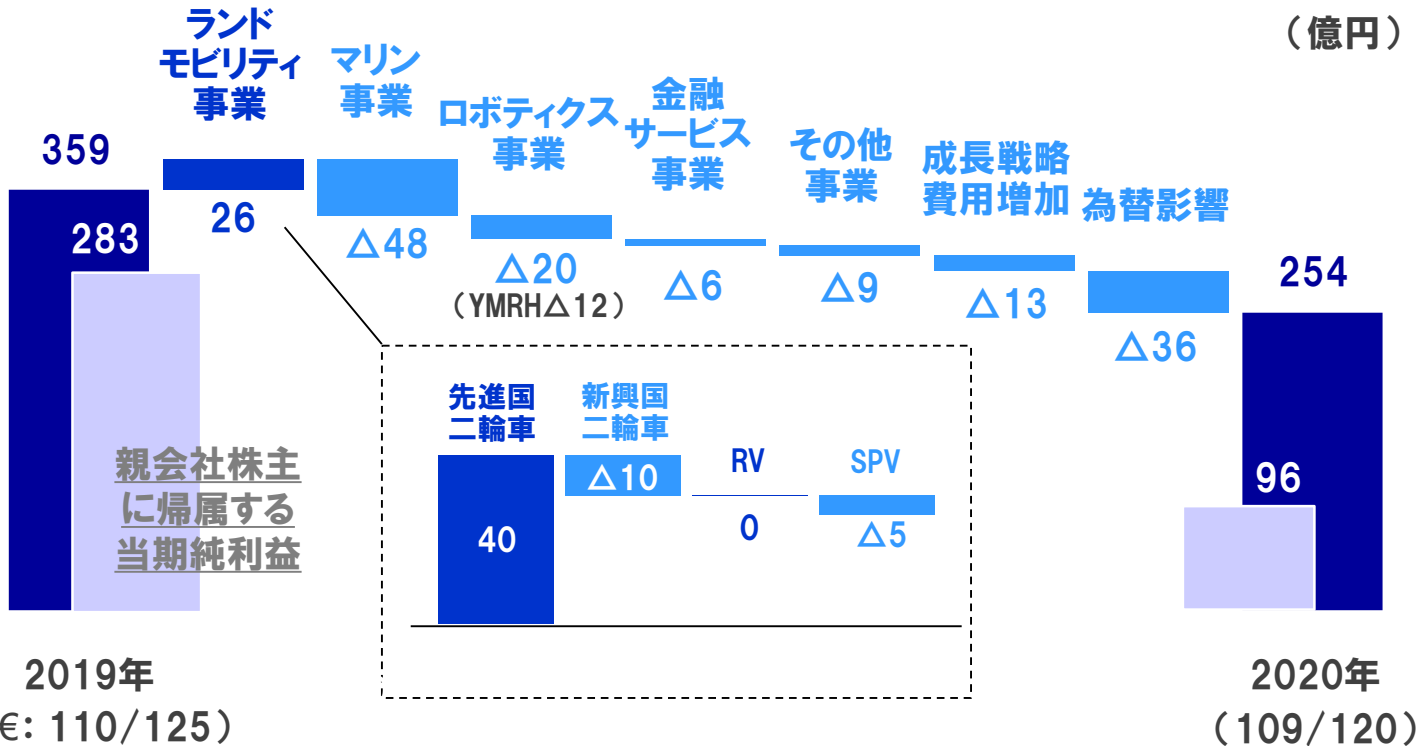 （億円）
ランド
モビリティ
事業
マリン
事業
ロボティクス
事業
金融
サービス
事業
その他
事業
成長戦略
費用増加
為替影響
359
283
26
△48
△20
（YMRH△12）
△6
△9
△13
△36
254
96
先進国
二輪車
新興国
二輪車
RV
SPV
40
△10
0
△5
親会社株主
に帰属する
当期純利益
2019年
€: 110/125）
2020年
（109/120）